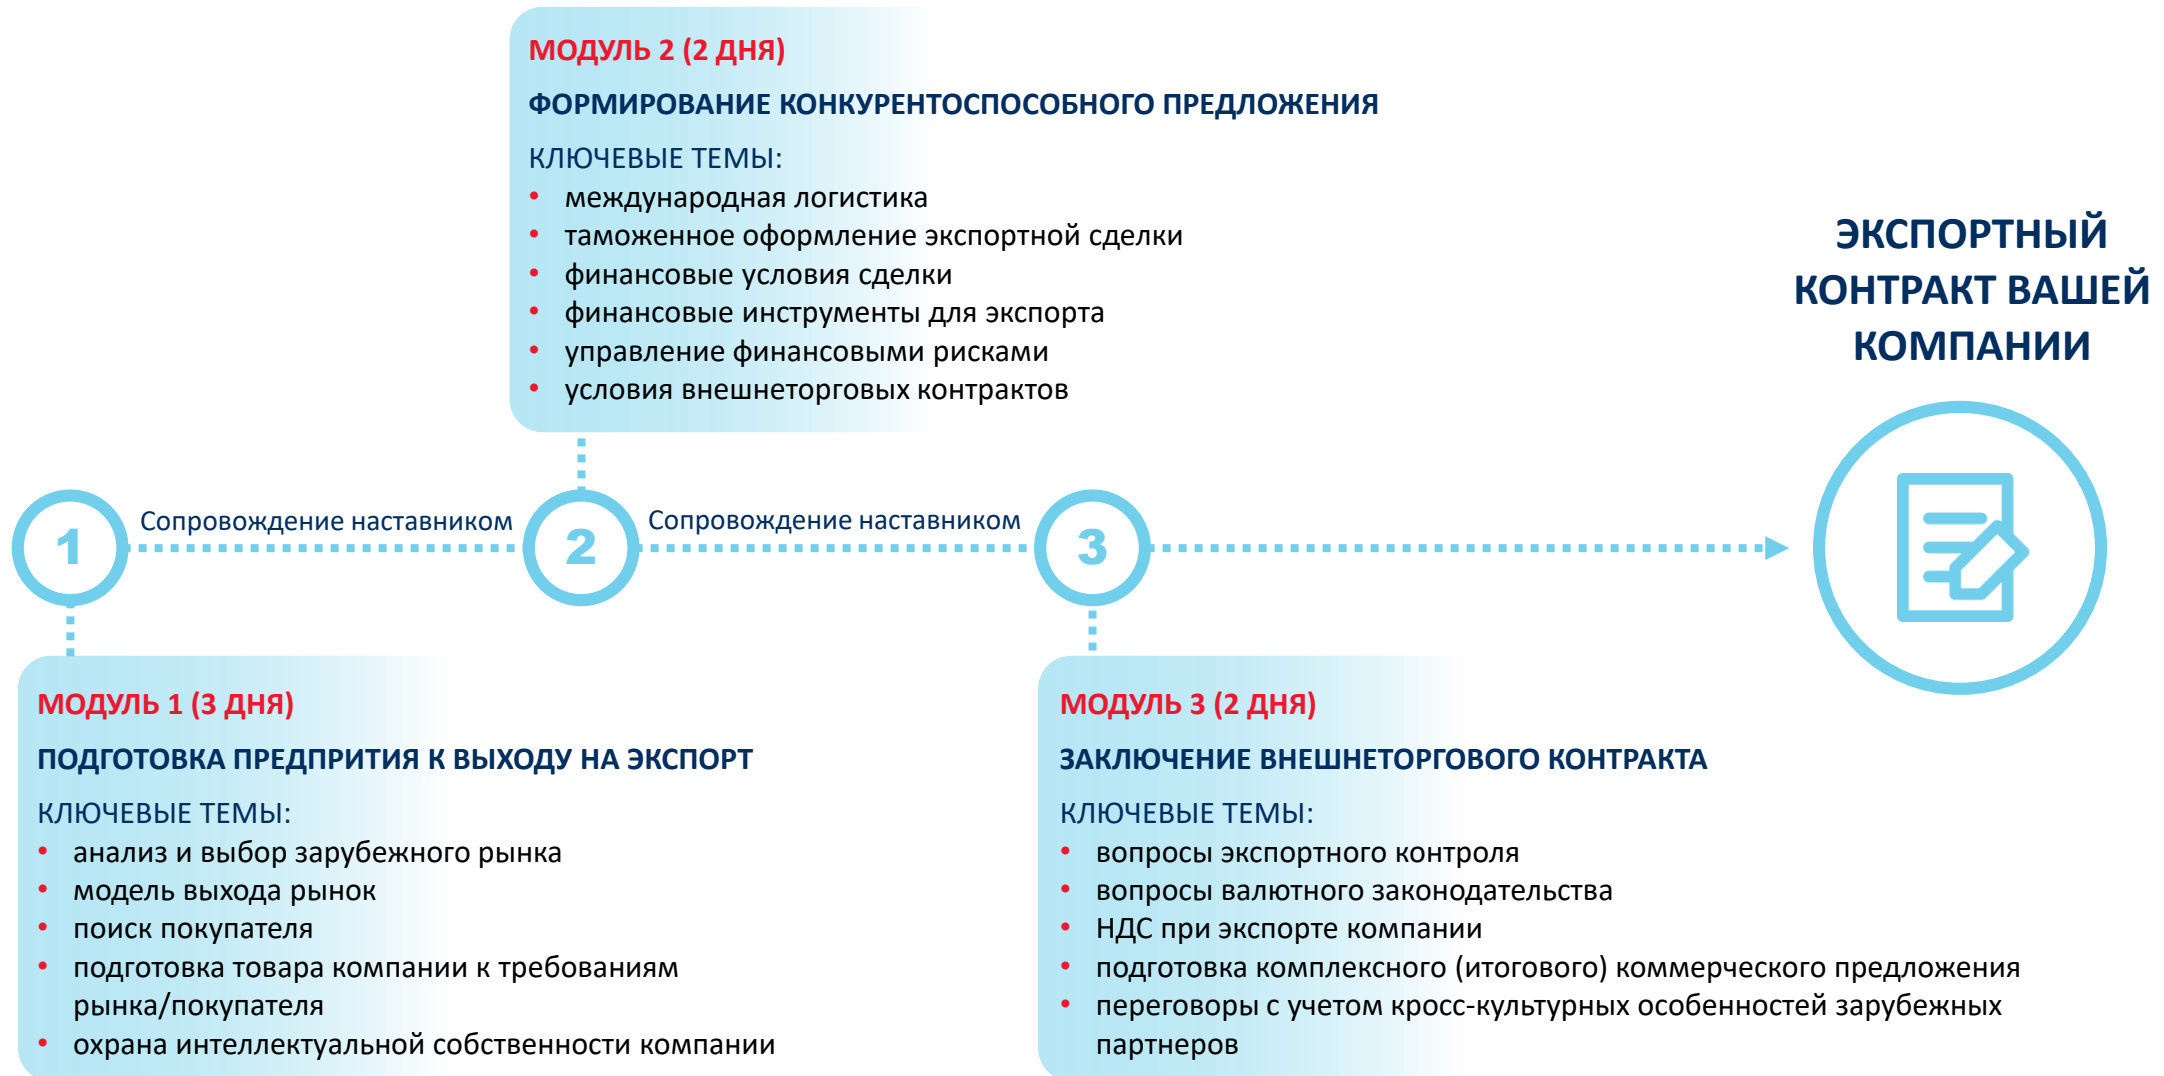 МОДУЛЬ 2 (2 ДНЯ)
ФОРМИРОВАНИЕ КОНКУРЕНТОСПОСОБНОГО ПРЕДЛОЖЕНИЯ
КЛЮЧЕВЫЕ ТЕМЫ:
• международная логистика
• таможенное оформление экспортной сделки
• финансовые условия сделки
• финансовые инструменты для экспорта
• управление финансовыми рисками
• условия внешнеторговых контрактов
ЭКСПОРТНЫЙ
КОНТРАКТ ВАШЕЙ
КОМПАНИИ
1
Сопровождение наставником
2
Сопровождение наставником
3
МОДУЛЬ 1 (3 ДНЯ)
ПОДГОТОВКА ПРЕДПРИТИЯ К ВЫХОДУ НА ЭКСПОРТ
КЛЮЧЕВЫЕ ТЕМЫ:
• анализ и выбор зарубежного рынка
• модель выхода рынок
• поиск покупателя
• подготовка товара компании к требованиям
рынка/покупателя
• охрана интеллектуальной собственности компании
МОДУЛЬ 3 (2 ДНЯ)
ЗАКЛЮЧЕНИЕ ВНЕШНЕТОРГОВОГО КОНТРАКТА
КЛЮЧЕВЫЕ ТЕМЫ:
• вопросы экспортного контроля
• вопросы валютного законодательства
• НДС при экспорте компании
• подготовка комплексного (итогового) коммерческого предложения
• переговоры с учетом кросс-культурных особенностей зарубежных
партнеров